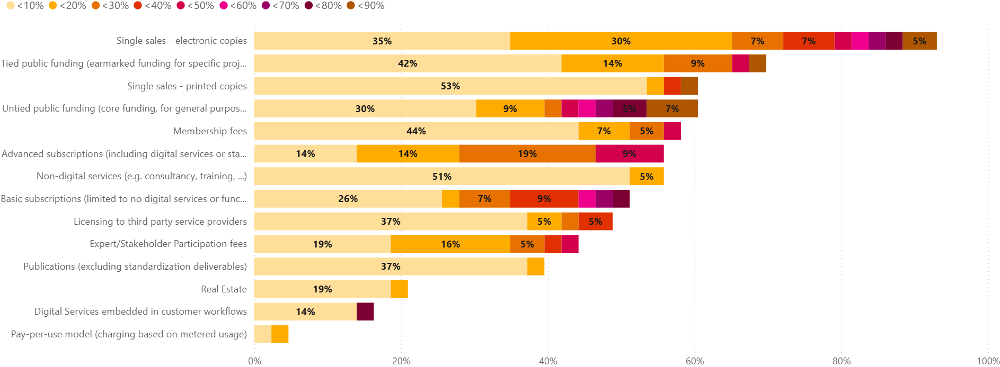 <10% <20% <30% <40% <50% <60% <70% <80% <90%
Single sales - electronic copies 35% 30% 7% 7% 5%
Tied public funding (earmarked funding for specific proj... 42% 14% 9%
Single sales - printed copies 53%
Untied public funding (core funding, for general purpos... 30% 9% 5% 7%
Membership fees 44% 7% 5%
Advanced subscriptions (including digital services or sta... 14% 14% 19% 9%
Non-digital services (e.g. consultancy, training, ...) 51% 5%
Basic subscriptions (limited to no digital services or func... 26% 7% 9%
Licensing to third party service providers 37% 5% 5%
Expert/Stakeholder Participation fees 19% 16% 5%
Publications (excluding standardization deliverables) 37%
Real Estate 19%
Digital Services embedded in customer workflows 14%
Pay-per-use model (charging based on metered usage)
0% 20% 40% 60% 80% 100%